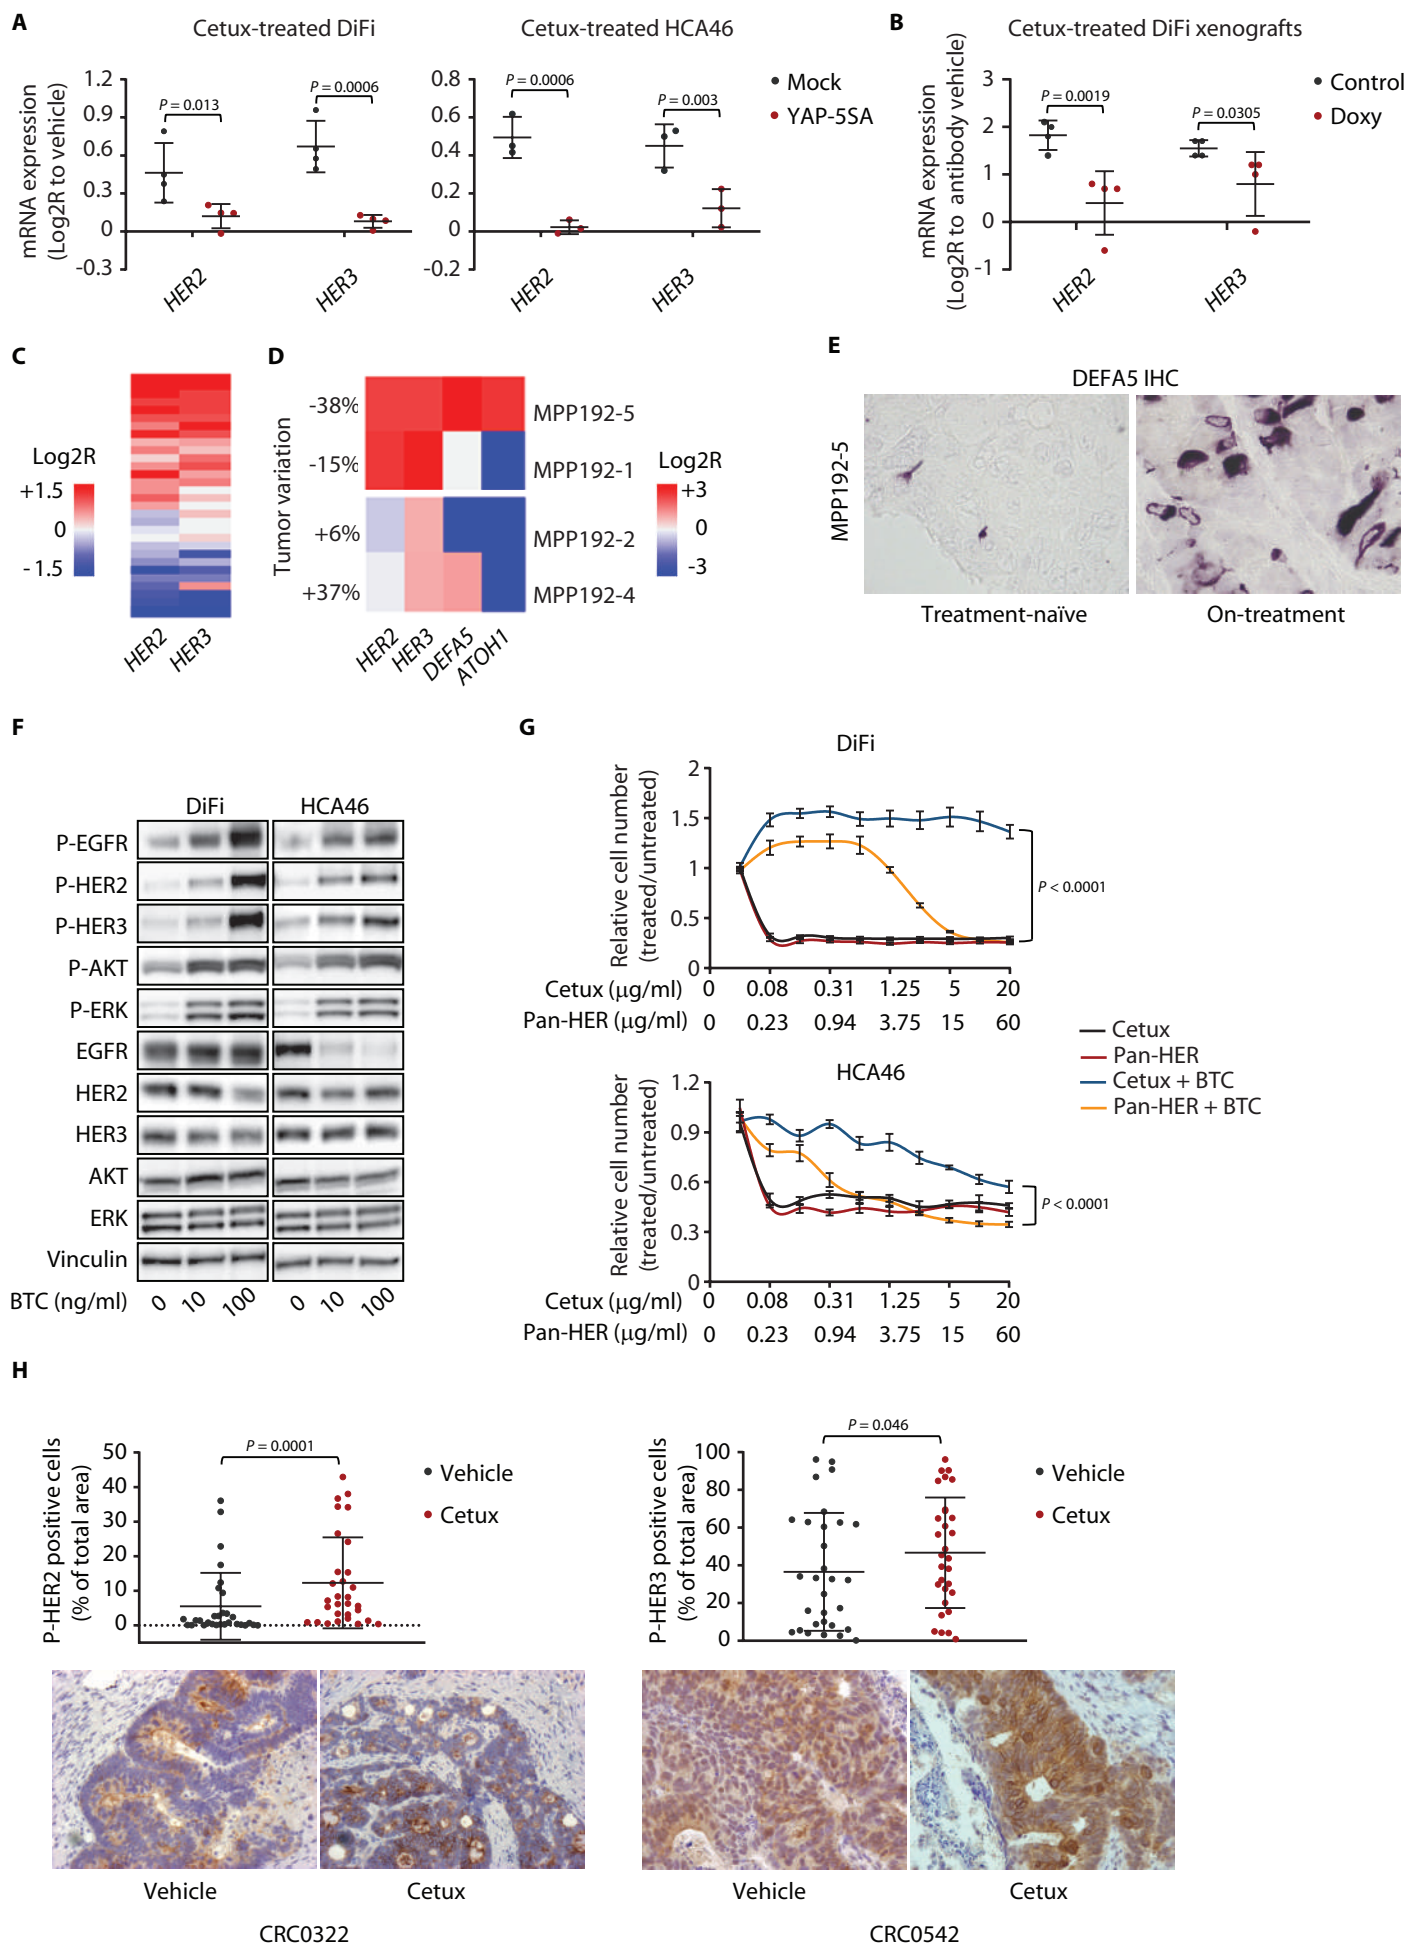 A
Cetux-treated DiFi
Cetux-treated HCA46
mRNA expression
(Log2R to vehicle)
1.2
0.9
0.6
0.3
0
-0.3
P = 0.013
P = 0.0006
HER2
HER3
0.8
0.6
0.4
0.2
0
-0.2
P = 0.0006
P = 0.003
HER2
HER3
Mock
YAP-5SA
B
Cetux-treated DiFi xenografts
mRNA expression
(Log2R to antibody vehicle)
3
2
1
0
-1
P = 0.0019
P = 0.0305
HER2
HER3
Control
Doxy
C
Log2R
+1.5
0
-1.5
HER2
HER3
D
Tumor variation
-38%
-15%
+6%
+37%
MPP192-5
MPP192-1
MPP192-2
MPP192-4
HER2
HER3
DEFA5
ATOH1
Log2R
+3
0
-3
E
DEFA5 IHC
MPP192-5
Treatment-naïve
On-treatment
F
DiFi
HCA46
P-EGFR
P-HER2
P-HER3
P-AKT
P-ERK
EGFR
HER2
HER3
AKT
ERK
Vinculin
BTC (ng/ml) 0 10 100 0 10 100
G
DiFi
Relative cell number
(treated/untreated)
2
1.5
1
0.5
0
P < 0.0001
Cetux (μg/ml) 0 0.08 0.31 1.25 5 20
Pan-HER (μg/ml) 0 0.23 0.94 3.75 15 60
HCA46
Relative cell number
(treated/untreated)
1.2
0.9
0.6
0.3
0
P < 0.0001
Cetux (μg/ml) 0 0.08 0.31 1.25 5 20
Pan-HER (μg/ml) 0 0.23 0.94 3.75 15 60
Cetux
Pan-HER
Cetux + BTC
Pan-HER + BTC
H
P-HER2 positive cells
(% of total area)
50
40
30
20
10
0
P = 0.0001
Vehicle
Cetux
P-HER3 positive cells
(% of total area)
100
80
60
40
20
0
P = 0.046
Vehicle
Cetux
Vehicle
Cetux
CRC0322
Vehicle
Cetux
CRC0542